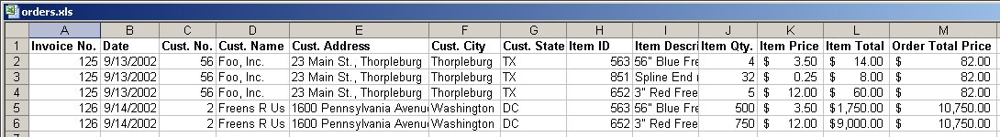 orders.xls
A B C D E F G H I J K L M
1 Invoice No. Date Cust. No. Cust. Name Cust. Address Cust. City Cust. State Item ID Item Descri Item Qty. Item Price Item Total Order Total Price
2 125 9/13/2002 56 Foo, Inc. 23 Main St., Thorpleburg Thorpleburg TX 563 56" Blue Fre 4 $ 3.50 $ 14.00 $ 82.00
3 125 9/13/2002 56 Foo, Inc. 23 Main St., Thorpleburg Thorpleburg TX 851 Spline End 32 $ 0.25 $ 8.00 $ 82.00
4 125 9/13/2002 56 Foo, Inc. 23 Main St., Thorpleburg Thorpleburg TX 652 3" Red Free 5 $ 12.00 $ 60.00 $ 82.00
5 126 9/14/2002 2 Freens R Us 1600 Pennsylvania Avenu Washington DC 563 56" Blue Fre 500 $ 3.50 $1,750.00 $ 10,750.00
6 126 9/14/2002 2 Freens R Us 1600 Pennsylvania Avenu Washington DC 652 3" Red Free 750 $ 12.00 $9,000.00 $ 10,750.00